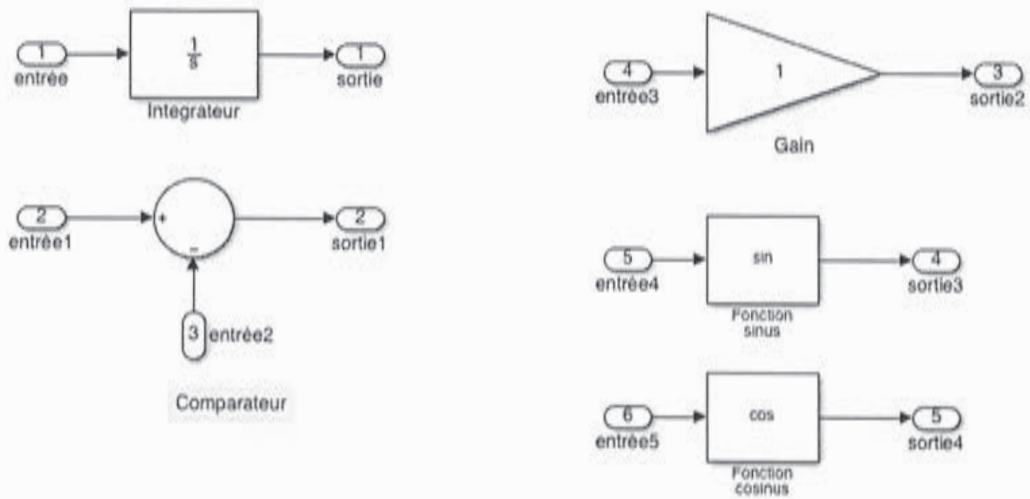 1
entrée
1
s
Integrateur
1
sortie
2
entrée1
+
−
2
sortie1
3
entrée2
Comparateur
4
entrée3
1
Gain
3
sortie2
5
entrée4
sin
Fonction
sinus
4
sortie3
6
entrée5
cos
Fonction
cosinus
5
sortie4